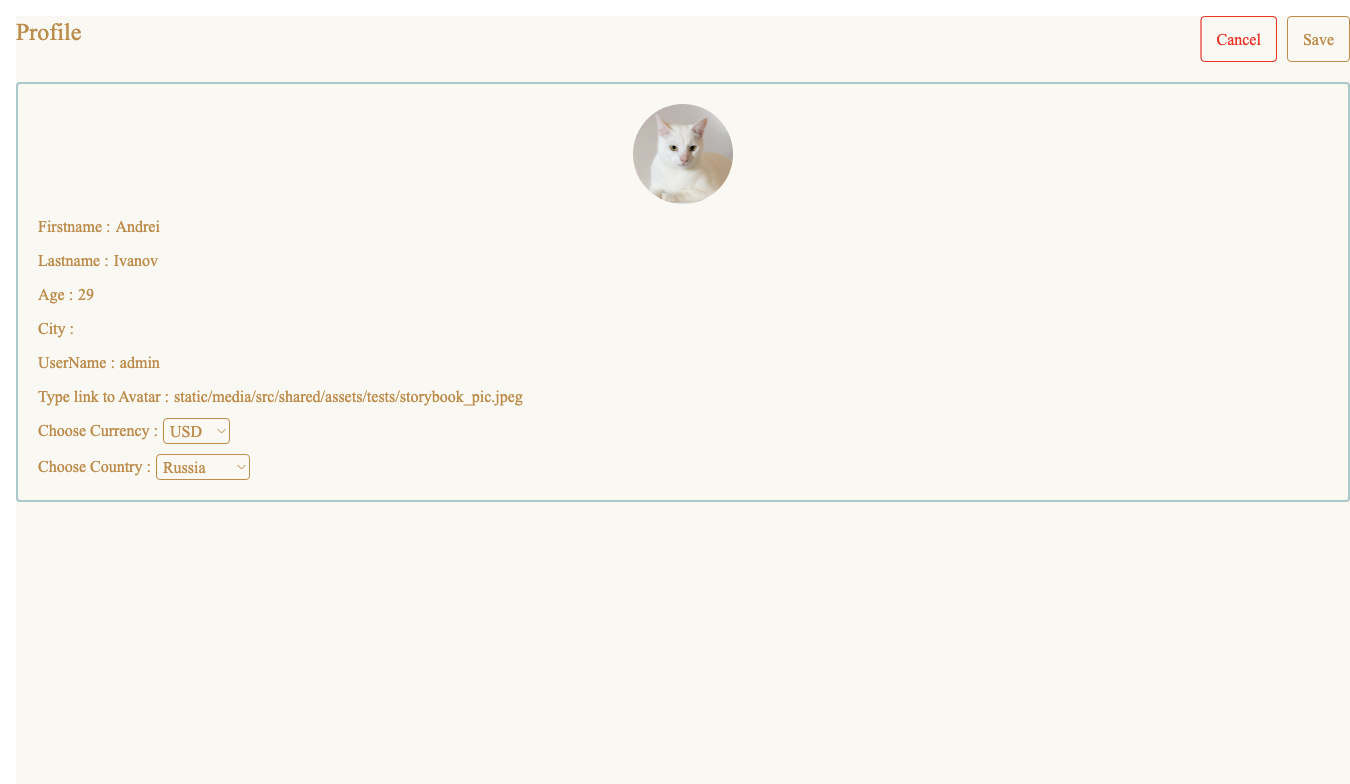 Profile
Cancel
Save
Firstname : Andrei
Lastname : Ivanov
Age : 29
City :
UserName : admin
Type link to Avatar : static/media/src/shared/assets/tests/storybook_pic.jpeg
Choose Currency : USD
Choose Country : Russia